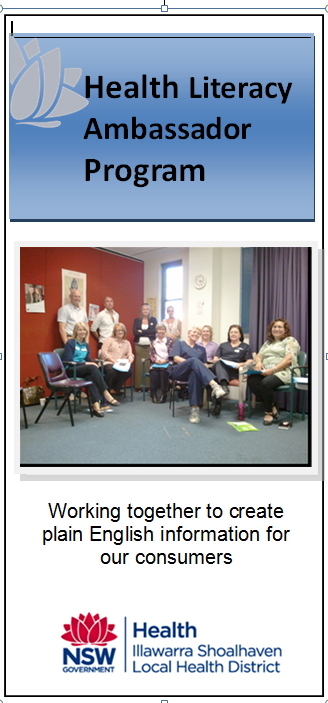 Health Literacy
Ambassador
Program
Working together to create
plain English information for
our consumers
NSW
GOVERNMENT
Health
Illawarra Shoalhaven
Local Health District